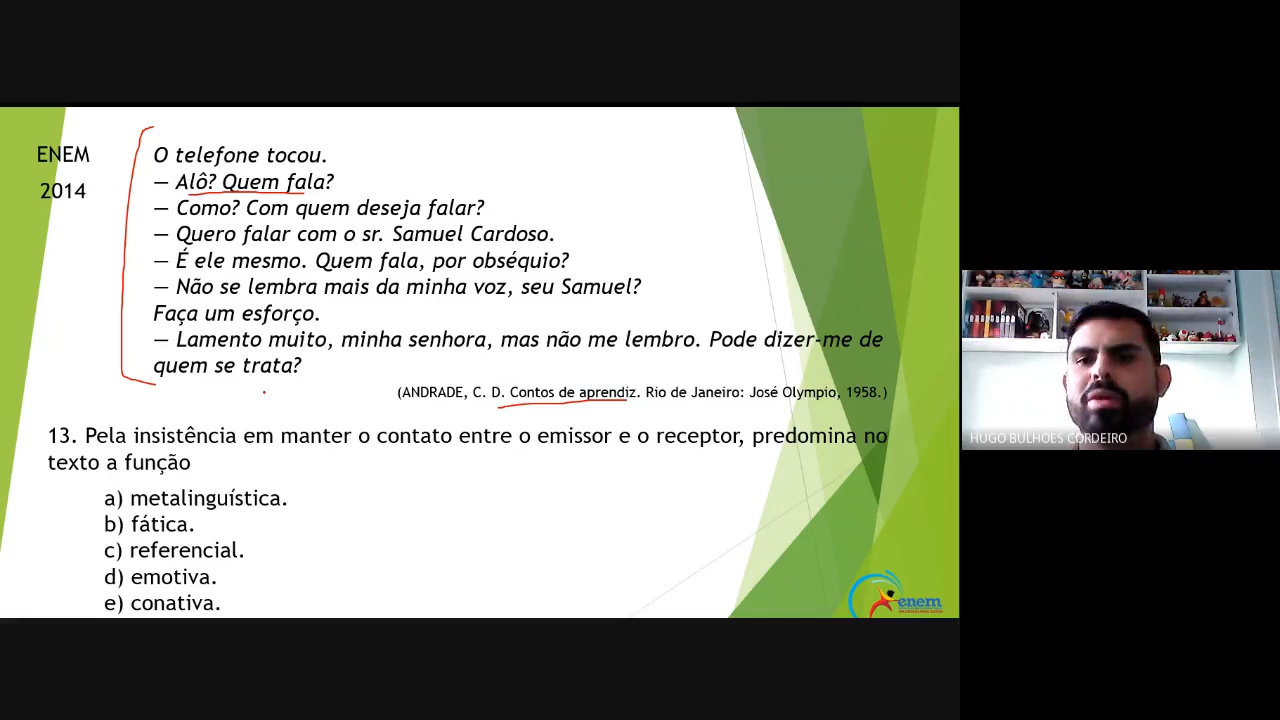 ENEM
2014
O telefone tocou.
— Alô? Quem fala?
— Como? Com quem deseja falar?
— Quero falar com o sr. Samuel Cardoso.
— É ele mesmo. Quem fala, por obséquio?
— Não se lembra mais da minha voz, seu Samuel?
Faça um esforço.
— Lamento muito, minha senhora, mas não me lembro. Pode dizer-me de
quem se trata?
(ANDRADE, C. D. Contos de aprendiz. Rio de Janeiro: José Olympio, 1958.)
13. Pela insistência em manter o contato entre o emissor e o receptor, predomina no
texto a função
a) metalinguística.
b) fática.
c) referencial.
d) emotiva.
e) conativa.
enem
HUGO BULHOES CORDEIRO